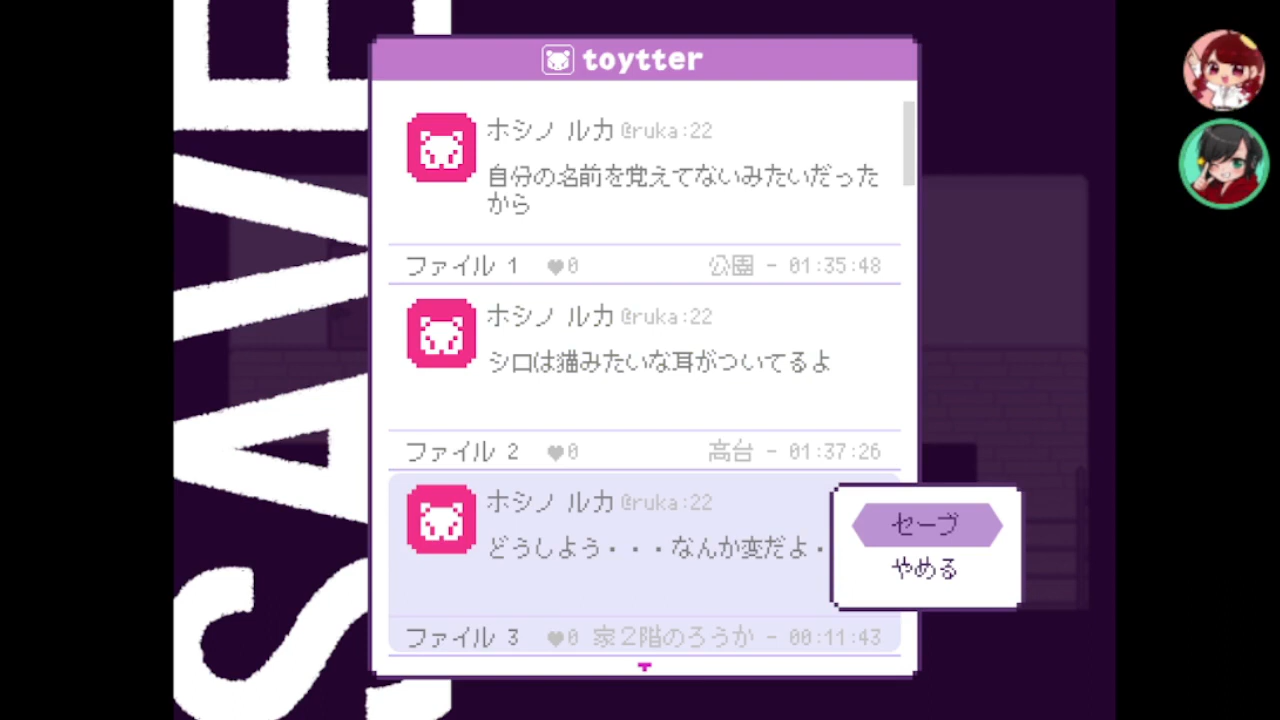 SAVE
toytter
ホシノ ルカ @ruka:22
自分の名前を覚えてないみたいだった
から
ファイル 1 ♥0 公園 - 01:35:48
ホシノ ルカ @ruka:22
シロは猫みたいな耳がついてるよ
ファイル 2 ♥0 高台 - 01:37:26
ホシノ ルカ @ruka:22
どうしよう・・・なんか変だよ・
ファイル 3 ♥0 家2階のろうか - 00:11:43
セーブ
やめる